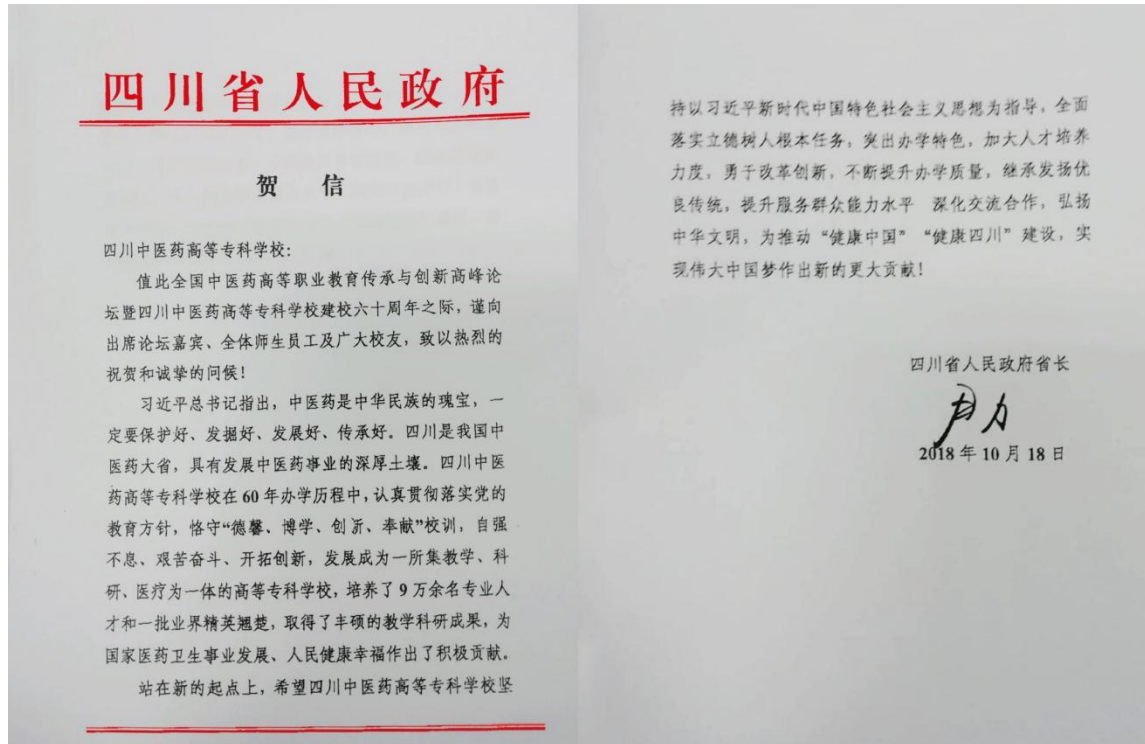 四川省人民政府
贺 信
四川中医药高等专科学校：
值此全国中医药高等职业教育传承与创新高峰论
坛暨四川中医药高等专科学校建校六十周年之际，谨向
出席论坛嘉宾、全体师生员工及广大校友，致以热烈的
祝贺和诚挚的问候！
习近平总书记指出，中医药是中华民族的瑰宝，一
定要保护好、发掘好、发展好、传承好。四川是我国中
医药大省，具有发展中医药事业的深厚土壤。四川中医
药高等专科学校在60年办学历程中，认真贯彻落实党的
教育方针，恪守“德馨、博学、创新、奉献”校训，自强
不息、艰苦奋斗、开拓创新，发展成为一所集教学、科
研、医疗为一体的高等专科学校，培养了9万余名专业人
才和一批业界精英翘楚，取得了丰硕的教学科研成果，为
国家医药卫生事业发展、人民健康幸福作出了积极贡献。
站在新的起点上，希望四川中医药高等专科学校坚
持以习近平新时代中国特色社会主义思想为指导，全面
落实立德树人根本任务，突出办学特色，加大人才培养
力度，勇于改革创新，不断提升办学质量，继承发扬优
良传统，提升服务群众能力水平 深化交流合作，弘扬
中华文明，为推动“健康中国”“健康四川”建设，实
现伟大中国梦作出新的更大贡献！
四川省人民政府省长
尹力
2018年10月18日